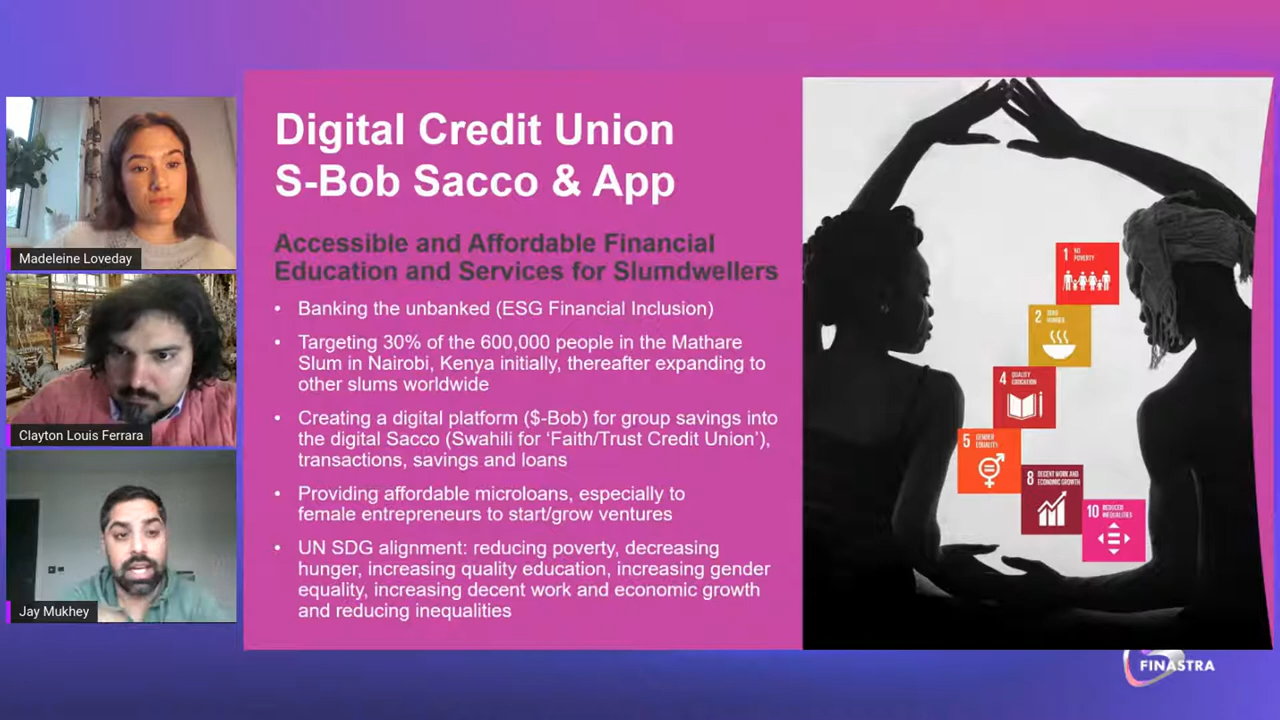 Digital Credit Union
S-Bob Sacco & App
Accessible and Affordable Financial
Education and Services for Slumdwellers
• Banking the unbanked (ESG Financial Inclusion)
• Targeting 30% of the 600,000 people in the Mathare
Slum in Nairobi, Kenya initially, thereafter expanding to
other slums worldwide
• Creating a digital platform ($-Bob) for group savings into
the digital Sacco (Swahili for ‘Faith/Trust Credit Union’),
transactions, savings and loans
• Providing affordable microloans, especially to
female entrepreneurs to start/grow ventures
• UN SDG alignment: reducing poverty, decreasing
hunger, increasing quality education, increasing gender
equality, increasing decent work and economic growth
and reducing inequalities
Madeleine Loveday
Clayton Louis Ferrara
Jay Mukhey
1 NO
POVERTY
2 ZERO
HUNGER
4 QUALITY
EDUCATION
5 GENDER
EQUALITY
8 DECENT WORK AND
ECONOMIC GROWTH
10 REDUCED
INEQUALITIES
FINASTRA